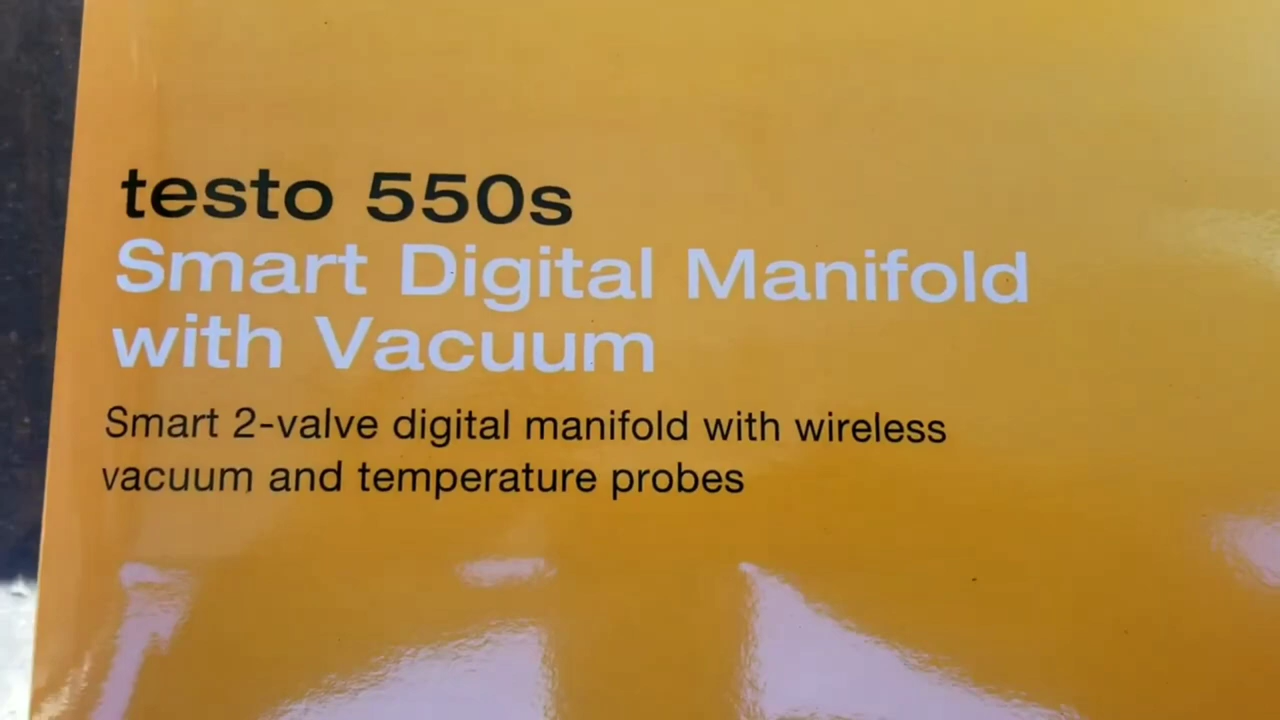 testo 550s
Smart Digital Manifold
with Vacuum
Smart 2-valve digital manifold with wireless
vacuum and temperature probes